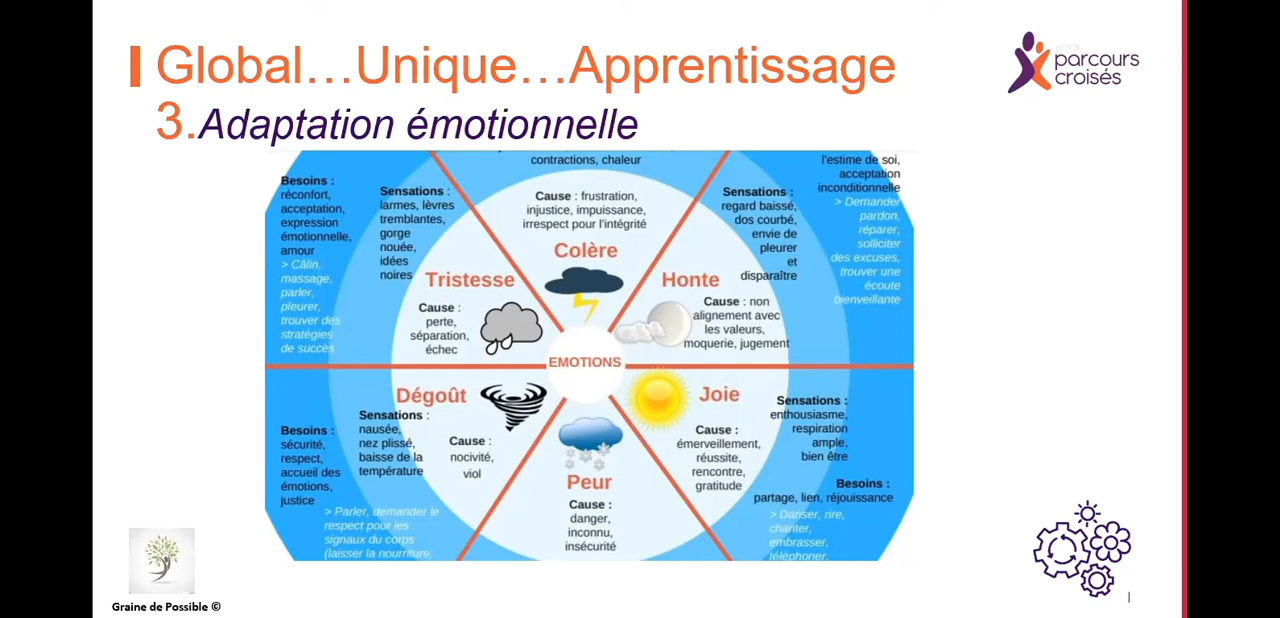 Global…Unique…Apprentissage
3.Adaptation émotionnelle
parcours
croisés
contractions, chaleur
Cause : frustration,
injustice, impuissance,
irrespect pour l'intégrité
Colère
Besoins :
réconfort,
acceptation,
expression
émotionnelle,
amour
> Câlin,
massage,
parler,
pleurer,
trouver des
stratégies
de succès
Sensations :
larmes, lèvres
tremblantes,
gorge
nouée,
idées
noires
Tristesse
Cause :
perte,
séparation,
échec
Sensations :
regard baissé,
dos courbé,
envie de
pleurer
et
disparaître
l'estime de soi,
acceptation
inconditionnelle
> Demander
pardon,
réparer,
solliciter
des excuses,
trouver une
écoute
bienveillante
Honte
Cause : non
alignement avec
les valeurs,
moquerie, jugement
EMOTIONS
Dégoût
Sensations :
nausée,
nez plissé,
baisse de la
température
Cause :
nocivité,
viol
Besoins :
sécurité,
respect,
accueil des
émotions,
justice
> Parler, demander le
respect pour les
signaux du corps
(laisser la nourriture,
Peur
Cause :
danger,
inconnu,
insécurité
Joie
Cause :
émerveillement,
réussite,
rencontre,
gratitude
Sensations :
enthousiasme,
respiration
ample,
bien être
Besoins :
partage, lien, réjouissance
> Danser, rire,
chanter,
embrasser,
téléphoner,
Graine de Possible ©